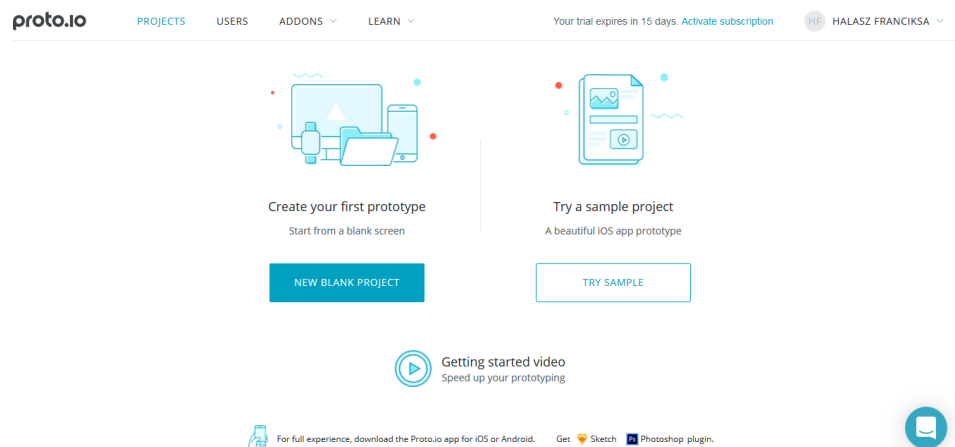 proto.io PROJECTS USERS ADDONS LEARN Your trial expires in 15 days. Activate subscription HF HALASZ FRANCIKSA
Create your first prototype
Start from a blank screen
NEW BLANK PROJECT
Try a sample project
A beautiful iOS app prototype
TRY SAMPLE
Getting started video
Speed up your prototyping
For full experience, download the Proto.io app for iOS or Android. Get Sketch Ps Photoshop plugin.